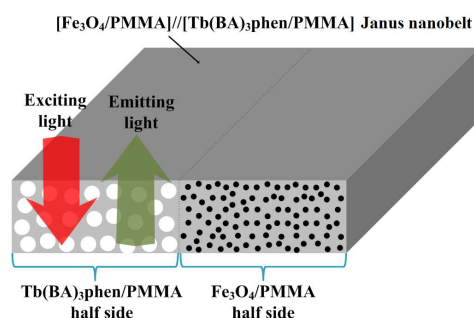 [Fe₃O₄/PMMA]//[Tb(BA)₃phen/PMMA] Janus nanobelt
Exciting
light
Emitting
light
Tb(BA)₃phen/PMMA
half side
Fe₃O₄/PMMA
half side